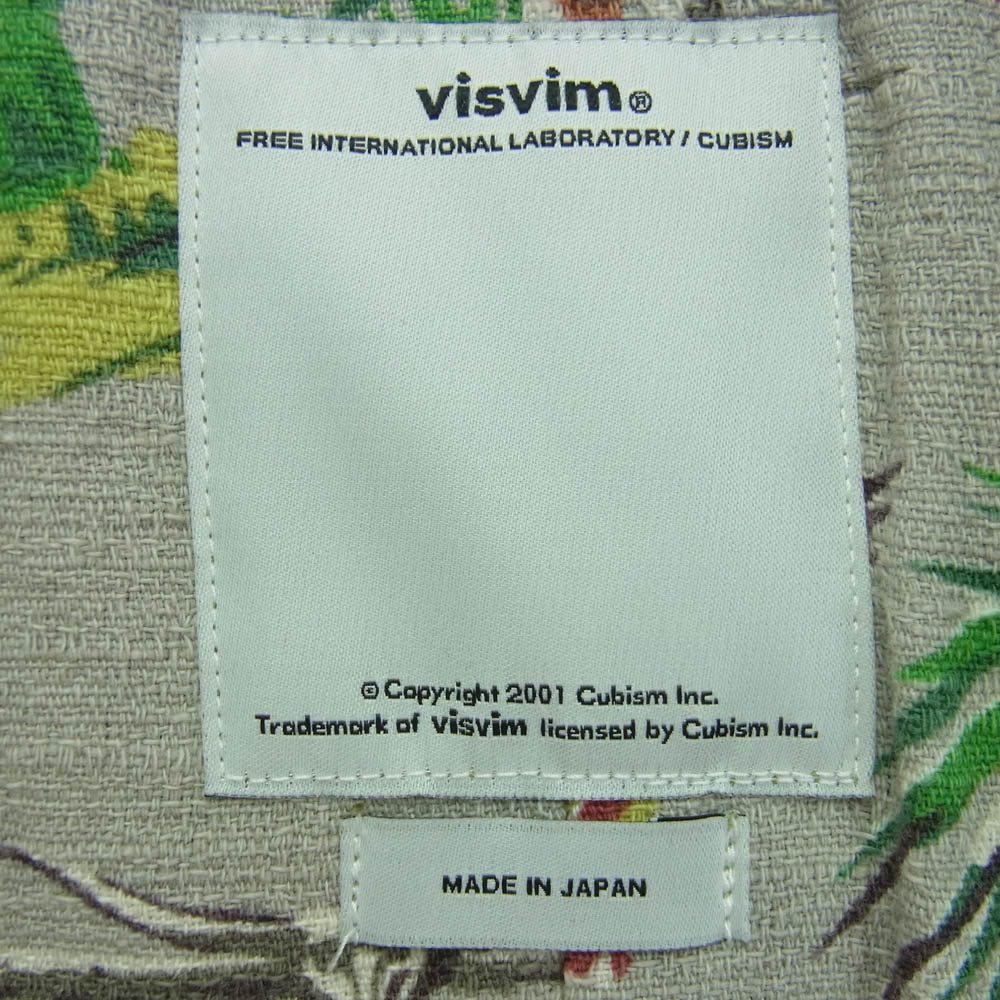 visvim®
FREE INTERNATIONAL LABORATORY / CUBISM
© Copyright 2001 Cubism Inc.
Trademark of visvim licensed by Cubism Inc.
MADE IN JAPAN